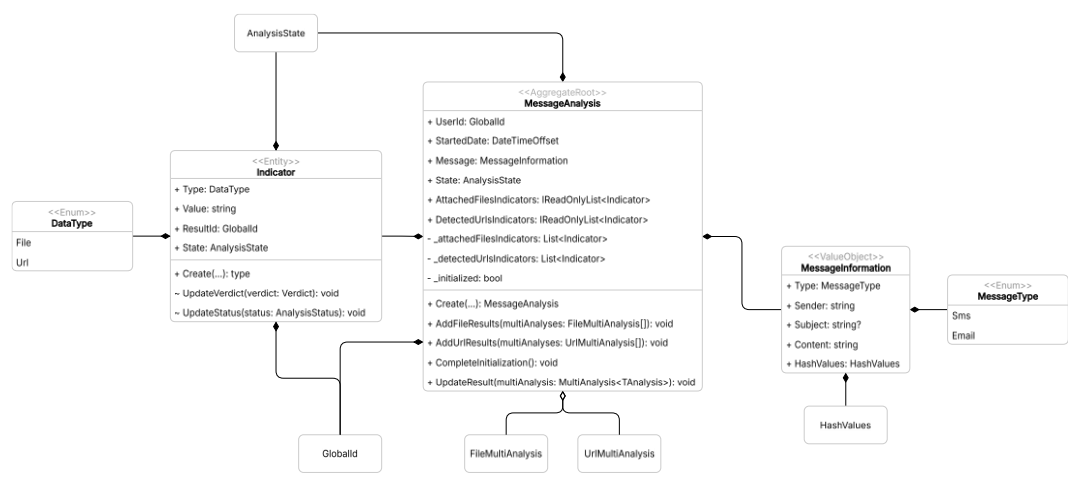 AnalysisState
<<AggregateRoot>>
MessageAnalysis
+ UserId: GlobalId
+ StartedDate: DateTimeOffset
+ Message: MessageInformation
+ State: AnalysisState
+ AttachedFilesIndicators: IReadOnlyList<Indicator>
+ DetectedUrlsIndicators: IReadOnlyList<Indicator>
- _attachedFilesIndicators: List<Indicator>
- _detectedUrlsIndicators: List<Indicator>
- _initialized: bool
+ Create(...): MessageAnalysis
+ AddFileResults(multiAnalyses: FileMultiAnalysis[]): void
+ AddUrlResults(multiAnalyses: UrlMultiAnalysis[]): void
+ CompleteInitialization(): void
+ UpdateResult(multiAnalysis: MultiAnalysis<TAnalysis>): void
<<Entity>>
Indicator
+ Type: DataType
+ Value: string
+ ResultId: GlobalId
+ State: AnalysisState
+ Create(...): type
~ UpdateVerdict(verdict: Verdict): void
~ UpdateStatus(status: AnalysisStatus): void
<<Enum>>
DataType
File
Url
<<ValueObject>>
MessageInformation
+ Type: MessageType
+ Sender: string
+ Subject: string?
+ Content: string
+ HashValues: HashValues
<<Enum>>
MessageType
Sms
Email
HashValues
GlobalId
FileMultiAnalysis
UrlMultiAnalysis